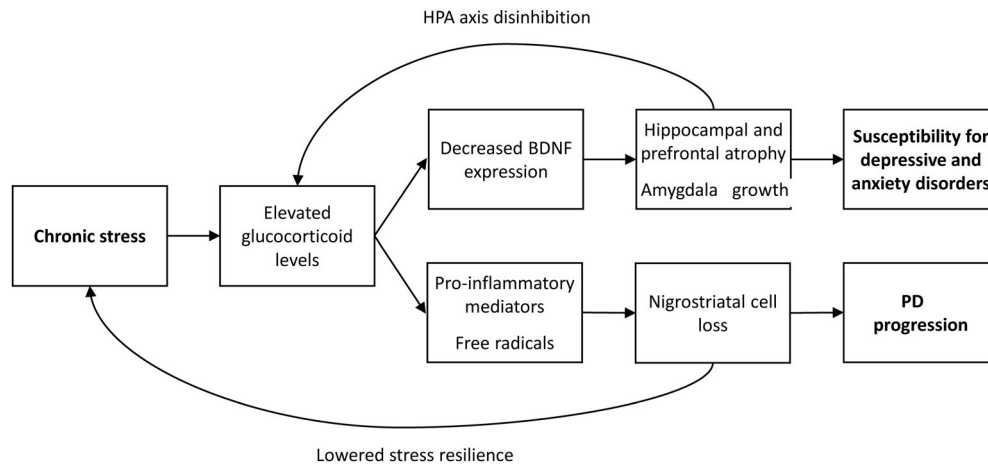 HPA axis disinhibition
Decreased BDNF
expression
Hippocampal and
prefrontal atrophy
Amygdala growth
Susceptibility for
depressive and
anxiety disorders
Chronic stress
Elevated
glucocorticoid
levels
Pro-inflammatory
mediators
Free radicals
Nigrostriatal cell
loss
PD
progression
Lowered stress resilience